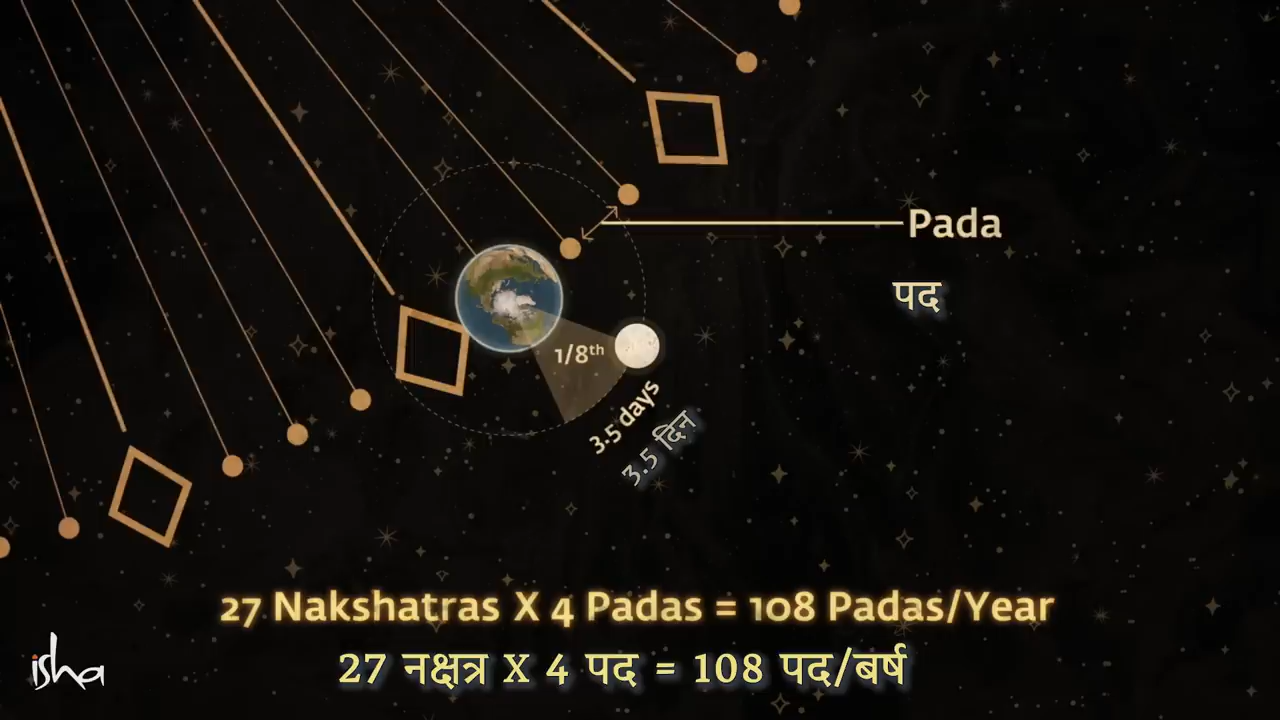 Pada
पद
1/8th
3.5 days
3.5 दिन
27 Nakshatras X 4 Padas = 108 Padas/Year
27 नक्षत्र X 4 पद = 108 पद/बर्ष
isha